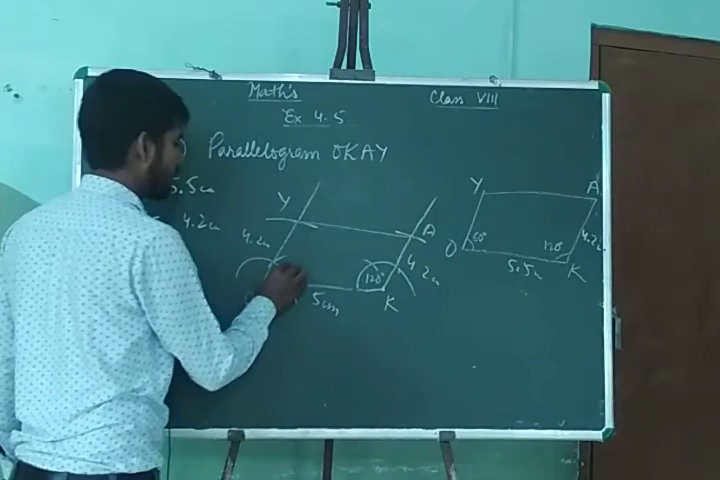 Math's
Class VIII
Ex 4.5
) Parallelogram OKAY
5.5cm
4.2cm
Y
A
4.2cm
4.2cm
120°
5cm
K
Y
A
O
60°
120°
4.2cm
5.5cm
K